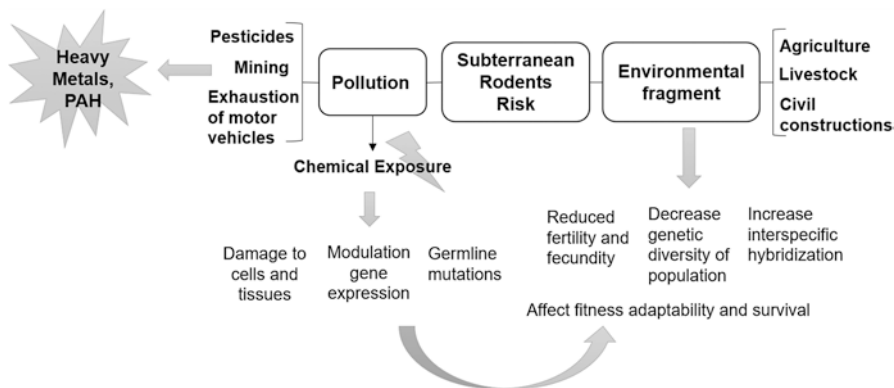 Heavy
Metals,
PAH
Pesticides
Mining
Exhaustion
of motor
vehicles
Pollution
Subterranean
Rodents
Risk
Environmental
fragment
Agriculture
Livestock
Civil
constructions
Chemical Exposure
Damage to
cells and
tissues
Modulation
gene
expression
Germline
mutations
Reduced
fertility and
fecundity
Decrease
genetic
diversity of
population
Increase
interspecific
hybridization
Affect fitness adaptability and survival